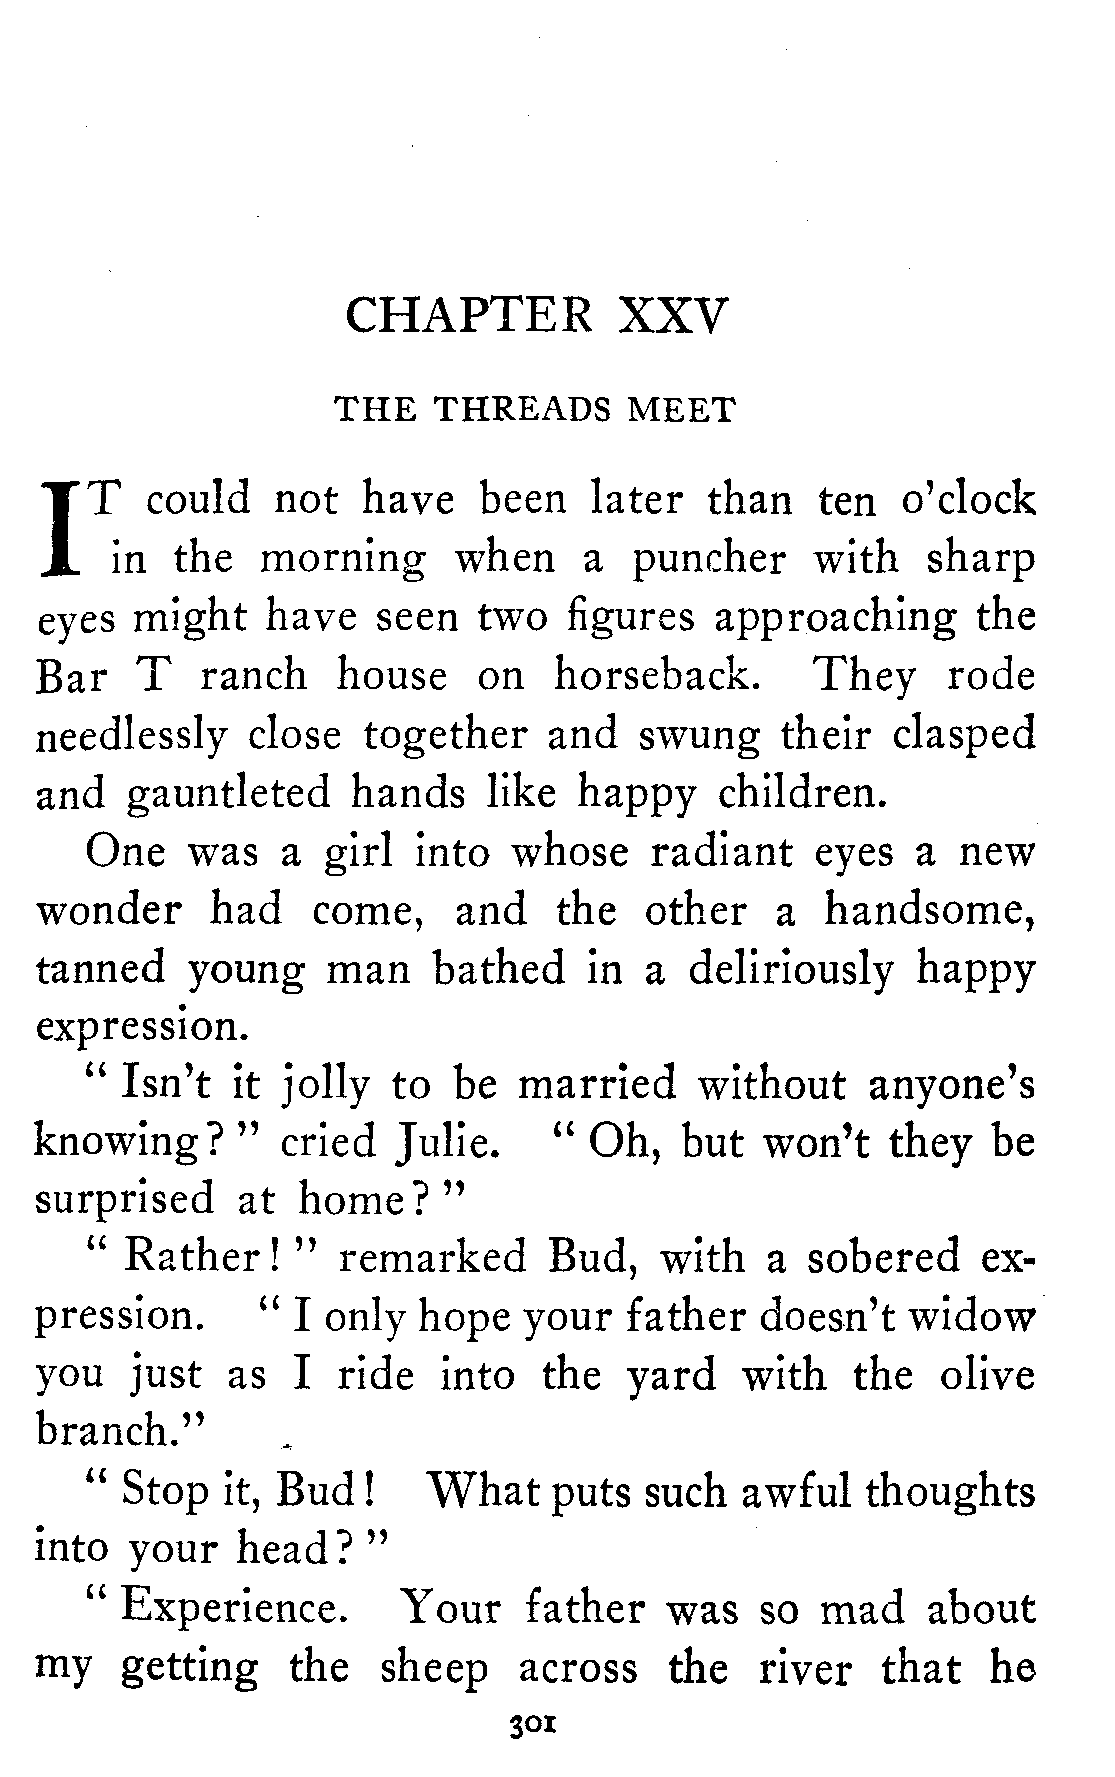 CHAPTER XXV
THE THREADS MEET
IT could not have been later than ten o'clock
in the morning when a puncher with sharp
eyes might have seen two figures approaching the
Bar T ranch house on horseback. They rode
needlessly close together and swung their clasped
and gauntleted hands like happy children.
One was a girl into whose radiant eyes a new
wonder had come, and the other a handsome,
tanned young man bathed in a deliriously happy
expression.
" Isn't it jolly to be married without anyone's
knowing? " cried Julie. " Oh, but won't they be
surprised at home? "
" Rather! " remarked Bud, with a sobered ex-
pression. " I only hope your father doesn't widow
you just as I ride into the yard with the olive
branch."
" Stop it, Bud! What puts such awful thoughts
into your head? "
" Experience. Your father was so mad about
my getting the sheep across the river that he
301